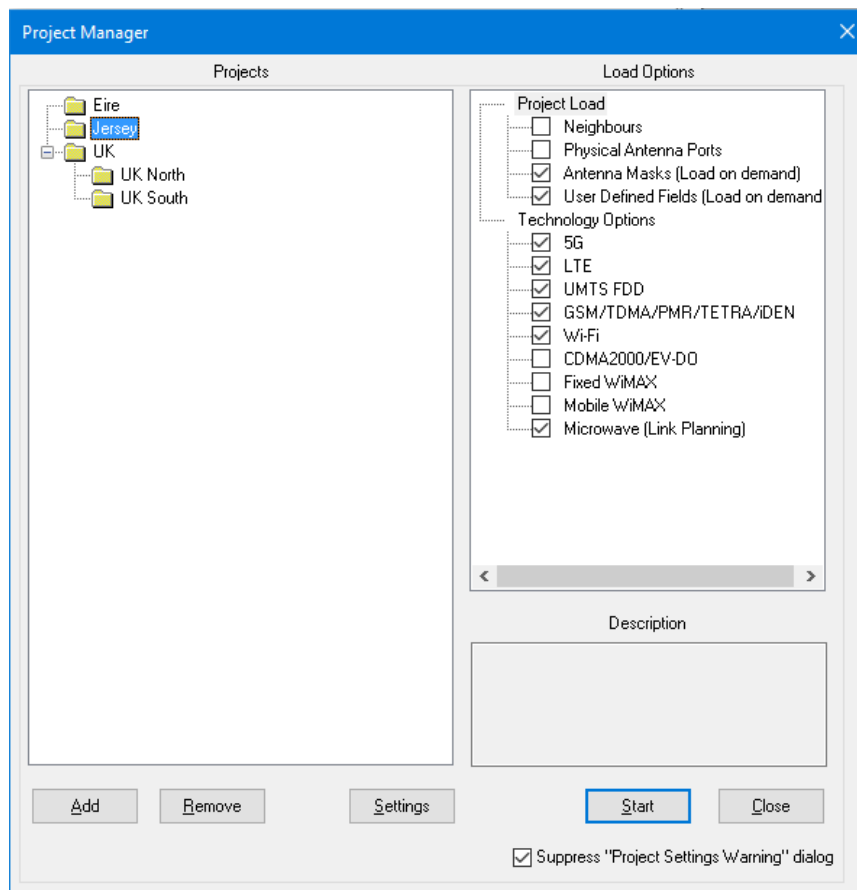 Project Manager
Projects
Eire
Jersey
UK
UK North
UK South
Load Options
Project Load
Neighbours
Physical Antenna Ports
Antenna Masks (Load on demand)
User Defined Fields (Load on demand
Technology Options
5G
LTE
UMTS FDD
GSM/TDMA/PMR/TETRA/iDEN
Wi-Fi
CDMA2000/EV-DO
Fixed WiMAX
Mobile WiMAX
Microwave (Link Planning)
Description
Add Remove Settings Start Close
Suppress "Project Settings Warning" dialog